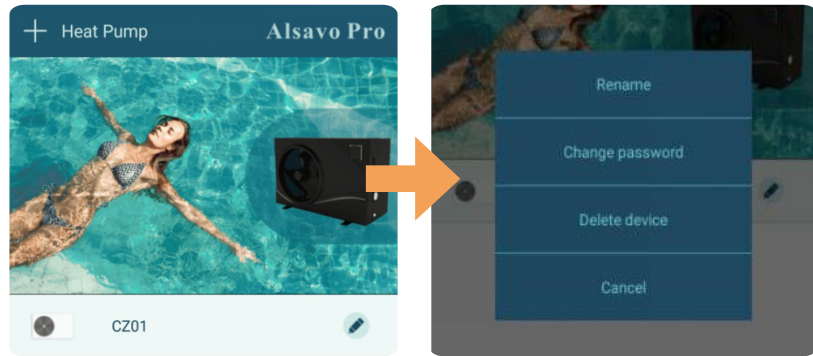 Heat Pump Alsavo Pro
CZ01
Rename
Change password
Delete device
Cancel